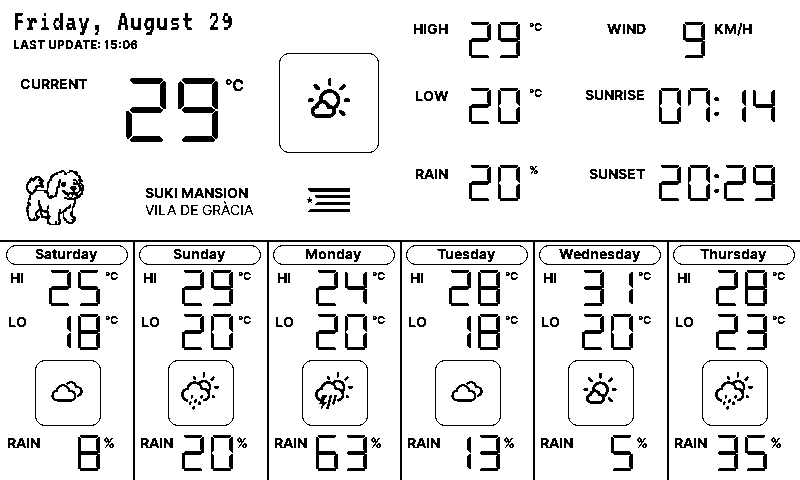 Friday, August 29
LAST UPDATE: 15:06
CURRENT 29 °C
SUKI MANSION
VILA DE GRÀCIA
HIGH 29 °C
LOW 20 °C
RAIN 20 %
WIND 9 KM/H
SUNRISE 07:14
SUNSET 20:29
Saturday
HI 25 °C
LO 18 °C
RAIN 8 %
Sunday
HI 29 °C
LO 20 °C
RAIN 20 %
Monday
HI 24 °C
LO 20 °C
RAIN 63 %
Tuesday
HI 28 °C
LO 18 °C
RAIN 13 %
Wednesday
HI 31 °C
LO 20 °C
RAIN 5 %
Thursday
HI 28 °C
LO 23 °C
RAIN 35 %